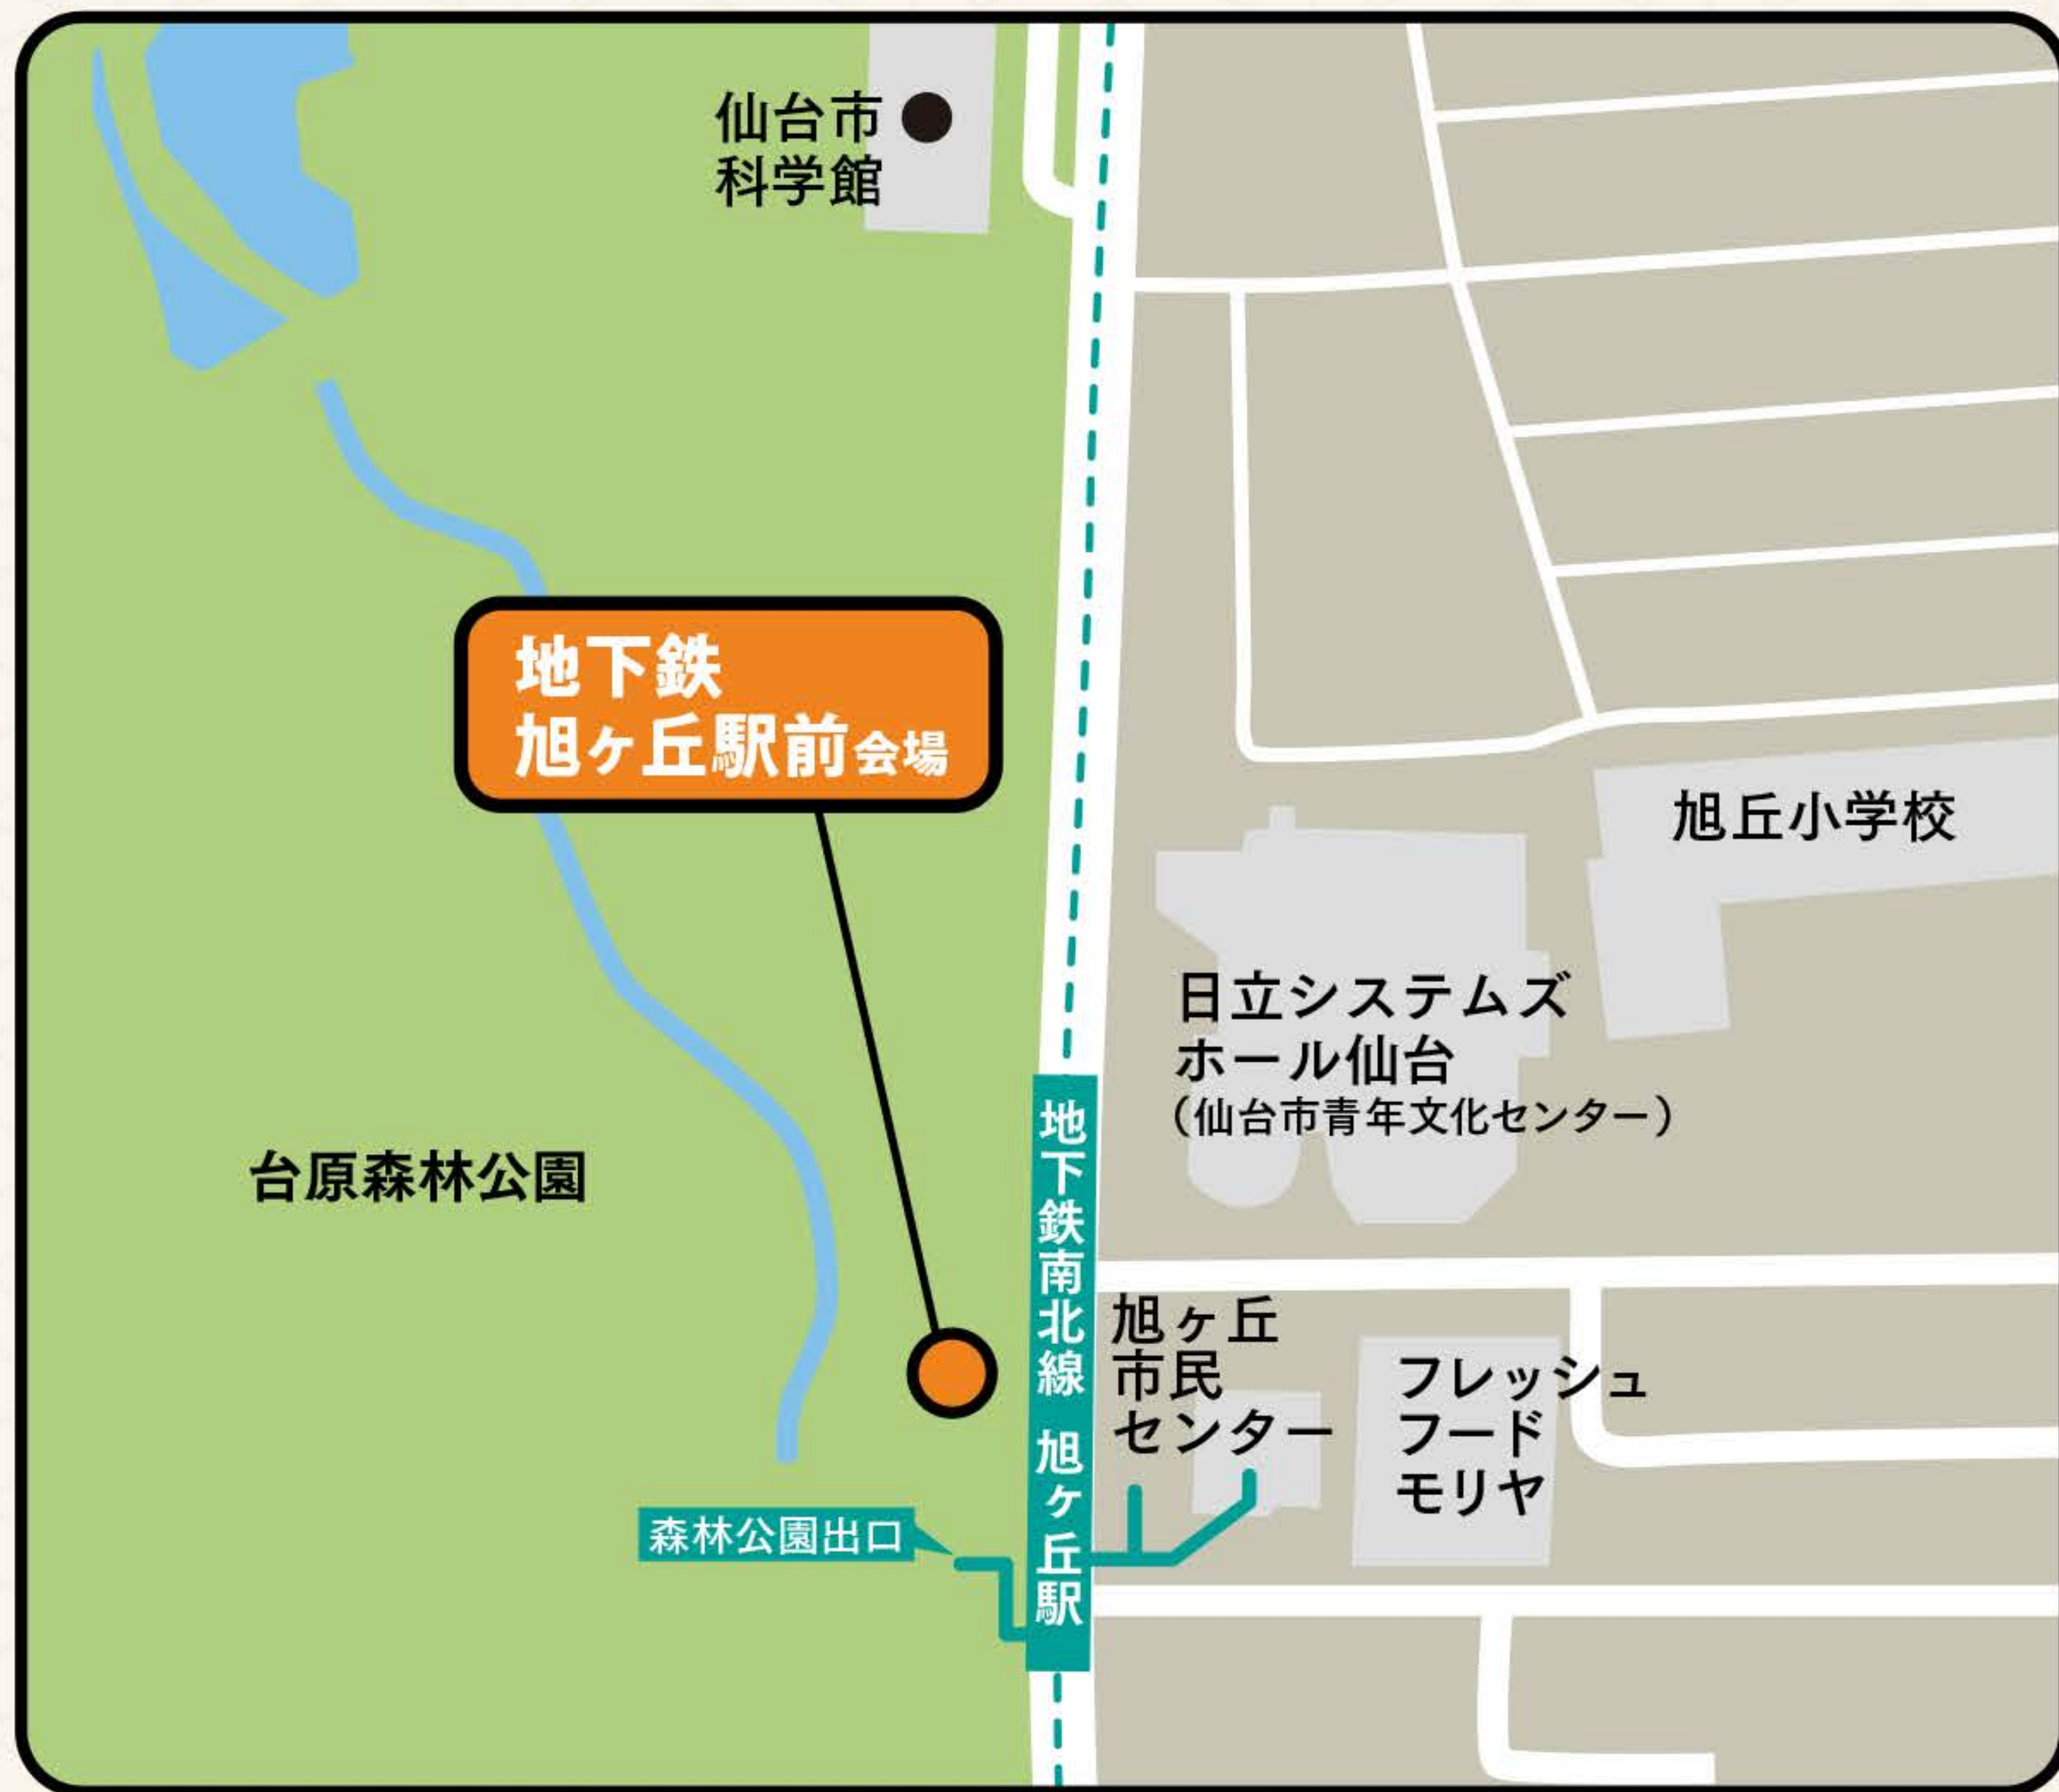 仙台市
科学館
地下鉄
旭ヶ丘駅前会場
旭丘小学校
日立システムズ
ホール仙台
（仙台市青年文化センター）
台原森林公園
地下鉄南北線 旭ヶ丘駅
旭ヶ丘
市民
センター
フレッシュ
フード
モリヤ
森林公園出口